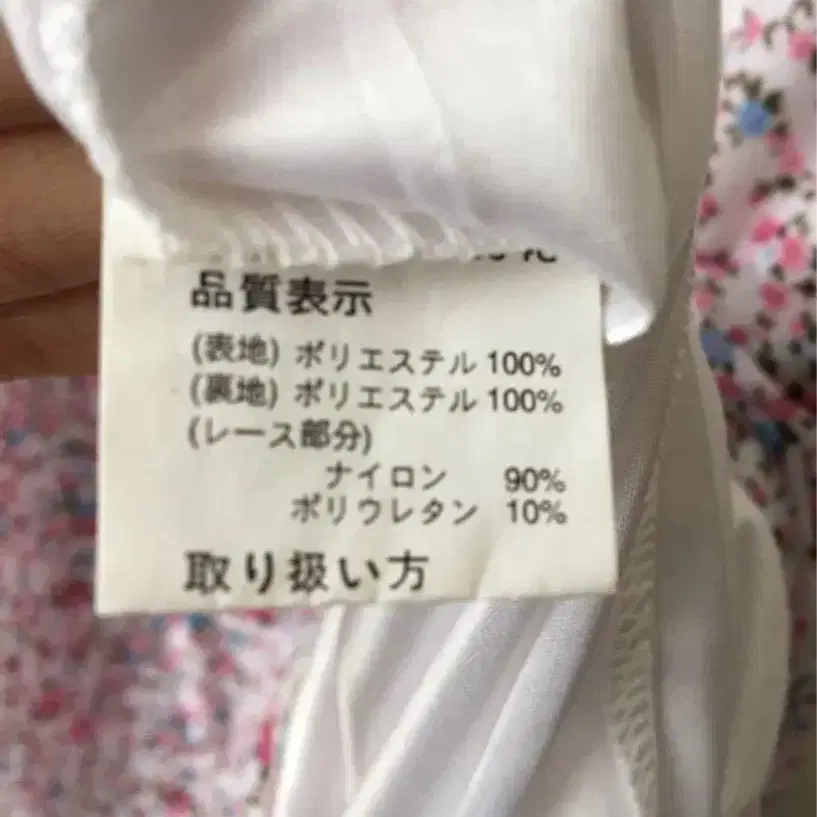 品質表示
(表地) ポリエステル 100%
(裏地) ポリエステル 100%
(レース部分)
ナイロン 90%
ポリウレタン 10%
取り扱い方